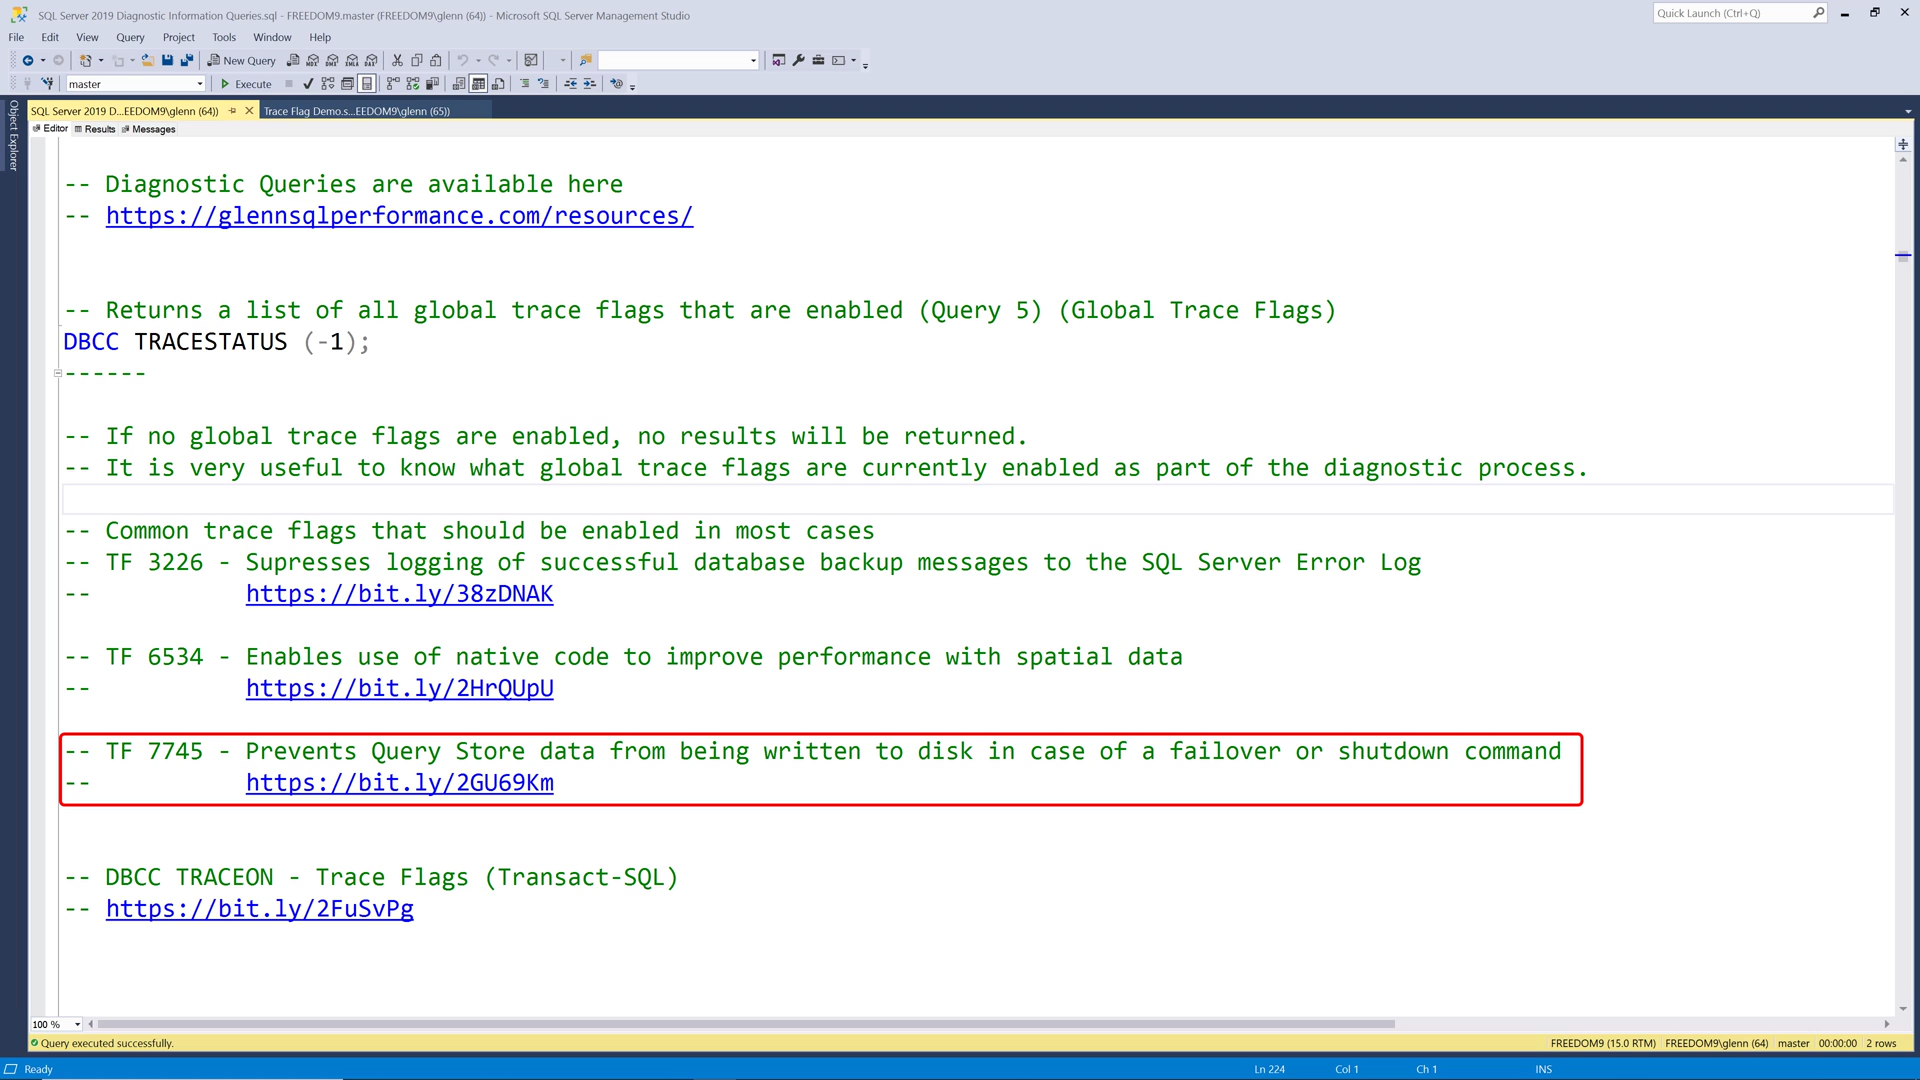 SQL Server 2019 Diagnostic Information Queries.sql - FREEDOM9.master (FREEDOM9\glenn (64)) - Microsoft SQL Server Management Studio
Quick Launch (Ctrl+Q)
File Edit View Query Project Tools Window Help
New Query
master
Execute
SQL Server 2019 D...EEDOM9\glenn (64))
Trace Flag Demo.s...EEDOM9\glenn (65))
Object Explorer
Editor Results Messages
-- Diagnostic Queries are available here
-- https://glennsqlperformance.com/resources/
-- Returns a list of all global trace flags that are enabled (Query 5) (Global Trace Flags)
DBCC TRACESTATUS (-1);
------
-- If no global trace flags are enabled, no results will be returned.
-- It is very useful to know what global trace flags are currently enabled as part of the diagnostic process.
-- Common trace flags that should be enabled in most cases
-- TF 3226 - Supresses logging of successful database backup messages to the SQL Server Error Log
-- https://bit.ly/38zDNAK
-- TF 6534 - Enables use of native code to improve performance with spatial data
-- https://bit.ly/2HrQUpU
-- TF 7745 - Prevents Query Store data from being written to disk in case of a failover or shutdown command
-- https://bit.ly/2GU69Km
-- DBCC TRACEON - Trace Flags (Transact-SQL)
-- https://bit.ly/2FuSvPg
100 %
Query executed successfully.
FREEDOM9 (15.0 RTM) FREEDOM9\glenn (64) master 00:00:00 2 rows
Ready
Ln 224 Col 1 Ch 1 INS